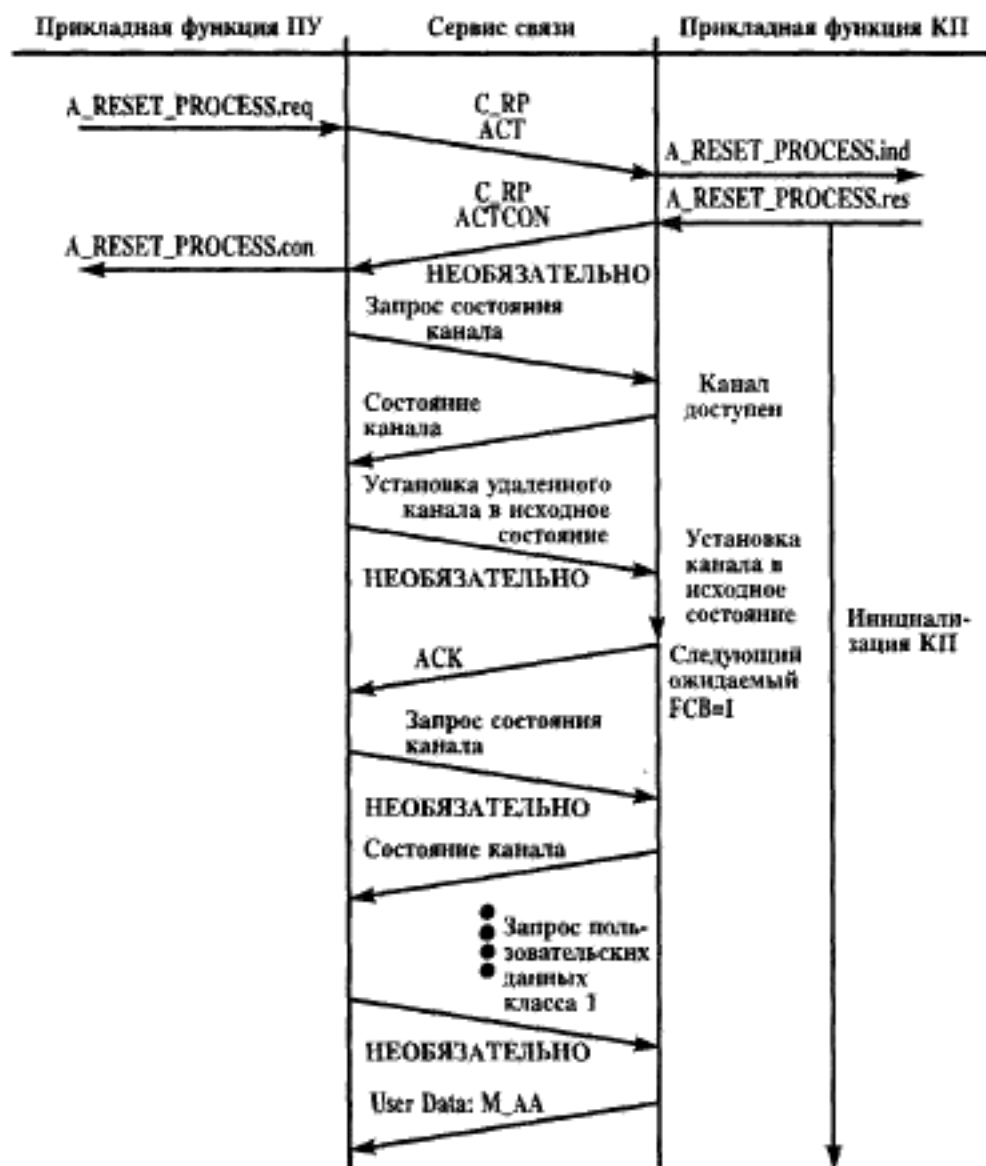 Прикладная функция ПУ
Сервис связи
Прикладная функция КП
A_RESET_PROCESS.req
C_RP
ACT
A_RESET_PROCESS.ind
C_RP
ACTCON
A_RESET_PROCESS.res
A_RESET_PROCESS.con
НЕОБЯЗАТЕЛЬНО
Запрос состояния
канала
Канал
доступен
Состояние
канала
Установка удаленного
канала в исходное
состояние
Установка
канала в
исходное
состояние
НЕОБЯЗАТЕЛЬНО
Инициали-
зация КП
ACK
Следующий
ожидаемый
FCB=1
Запрос состояния
канала
НЕОБЯЗАТЕЛЬНО
Состояние канала
Запрос поль-
зовательских
данных
класса 1
НЕОБЯЗАТЕЛЬНО
User Data: M_AA